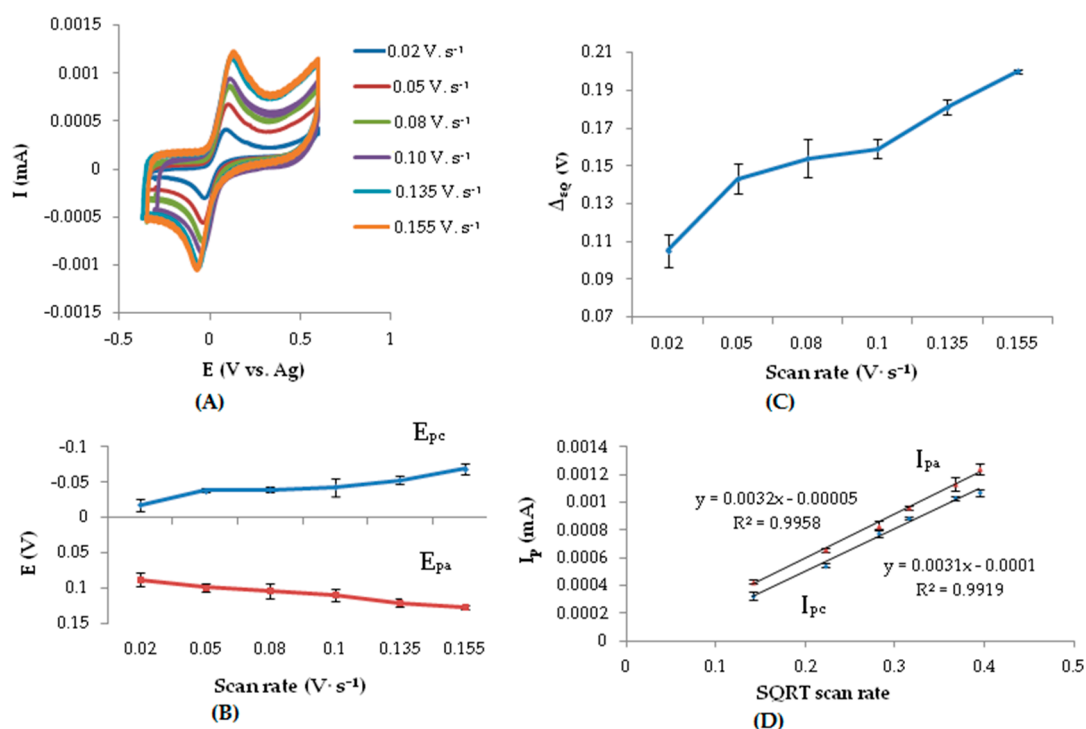 0.0015
0.001
0.0005
0
-0.0005
-0.001
-0.0015
-0.5
0
0.5
1
I (mA)
E (V vs. Ag)
0.02 V. s⁻¹
0.05 V. s⁻¹
0.08 V. s⁻¹
0.10 V. s⁻¹
0.135 V. s⁻¹
0.155 V. s⁻¹
(A)
0.21
0.19
0.17
0.15
0.13
0.11
0.09
0.07
0.02
0.05
0.08
0.1
0.135
0.155
(V)
Scan rate (V· s⁻¹)
(C)
-0.1
-0.05
0
0.05
0.1
0.15
E (V)
Epc
Epa
0.02
0.05
0.08
0.1
0.135
0.155
Scan rate (V· s⁻¹)
(B)
0.0014
0.0012
0.001
0.0008
0.0006
0.0004
0.0002
0
Ip (mA)
Ipa
y = 0.0032x - 0.00005
R² = 0.9958
y = 0.0031x - 0.0001
R² = 0.9919
Ipc
0
0.1
0.2
0.3
0.4
0.5
SQRT scan rate
(D)